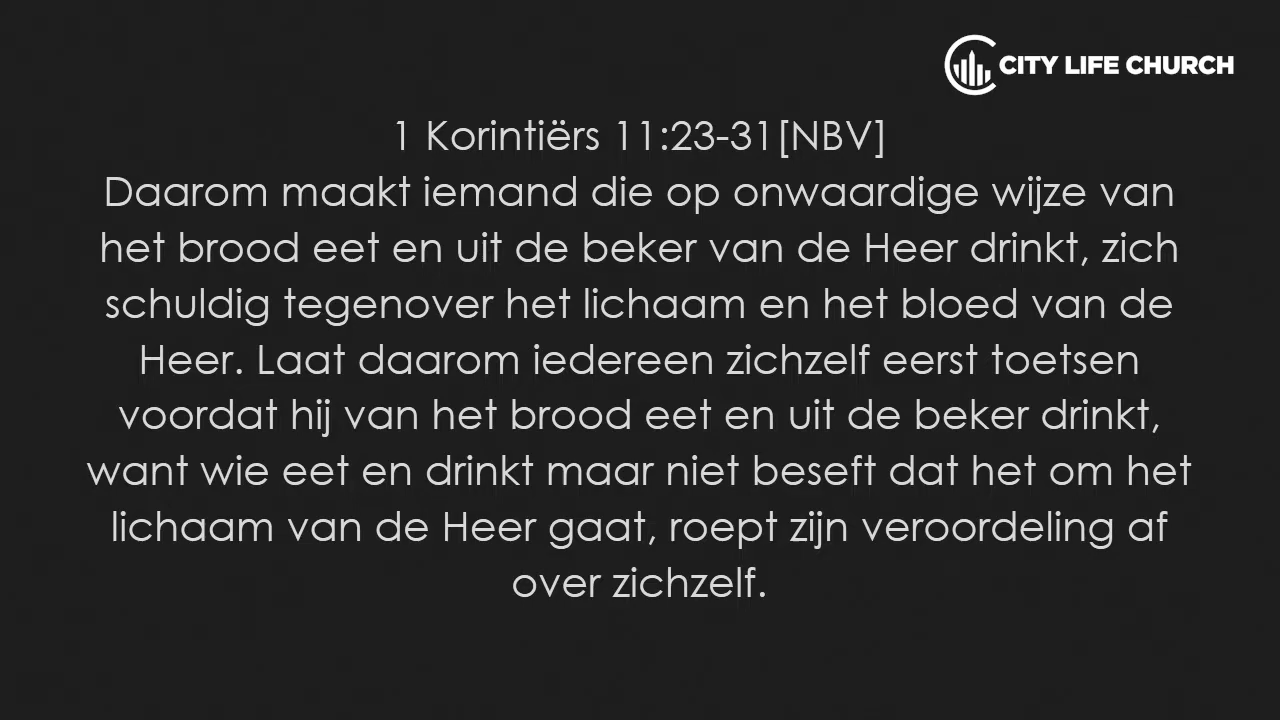 CITY LIFE CHURCH
1 Korintiërs 11:23-31[NBV]
Daarom maakt iemand die op onwaardige wijze van
het brood eet en uit de beker van de Heer drinkt, zich
schuldig tegenover het lichaam en het bloed van de
Heer. Laat daarom iedereen zichzelf eerst toetsen
voordat hij van het brood eet en uit de beker drinkt,
want wie eet en drinkt maar niet beseft dat het om het
lichaam van de Heer gaat, roept zijn veroordeling af
over zichzelf.